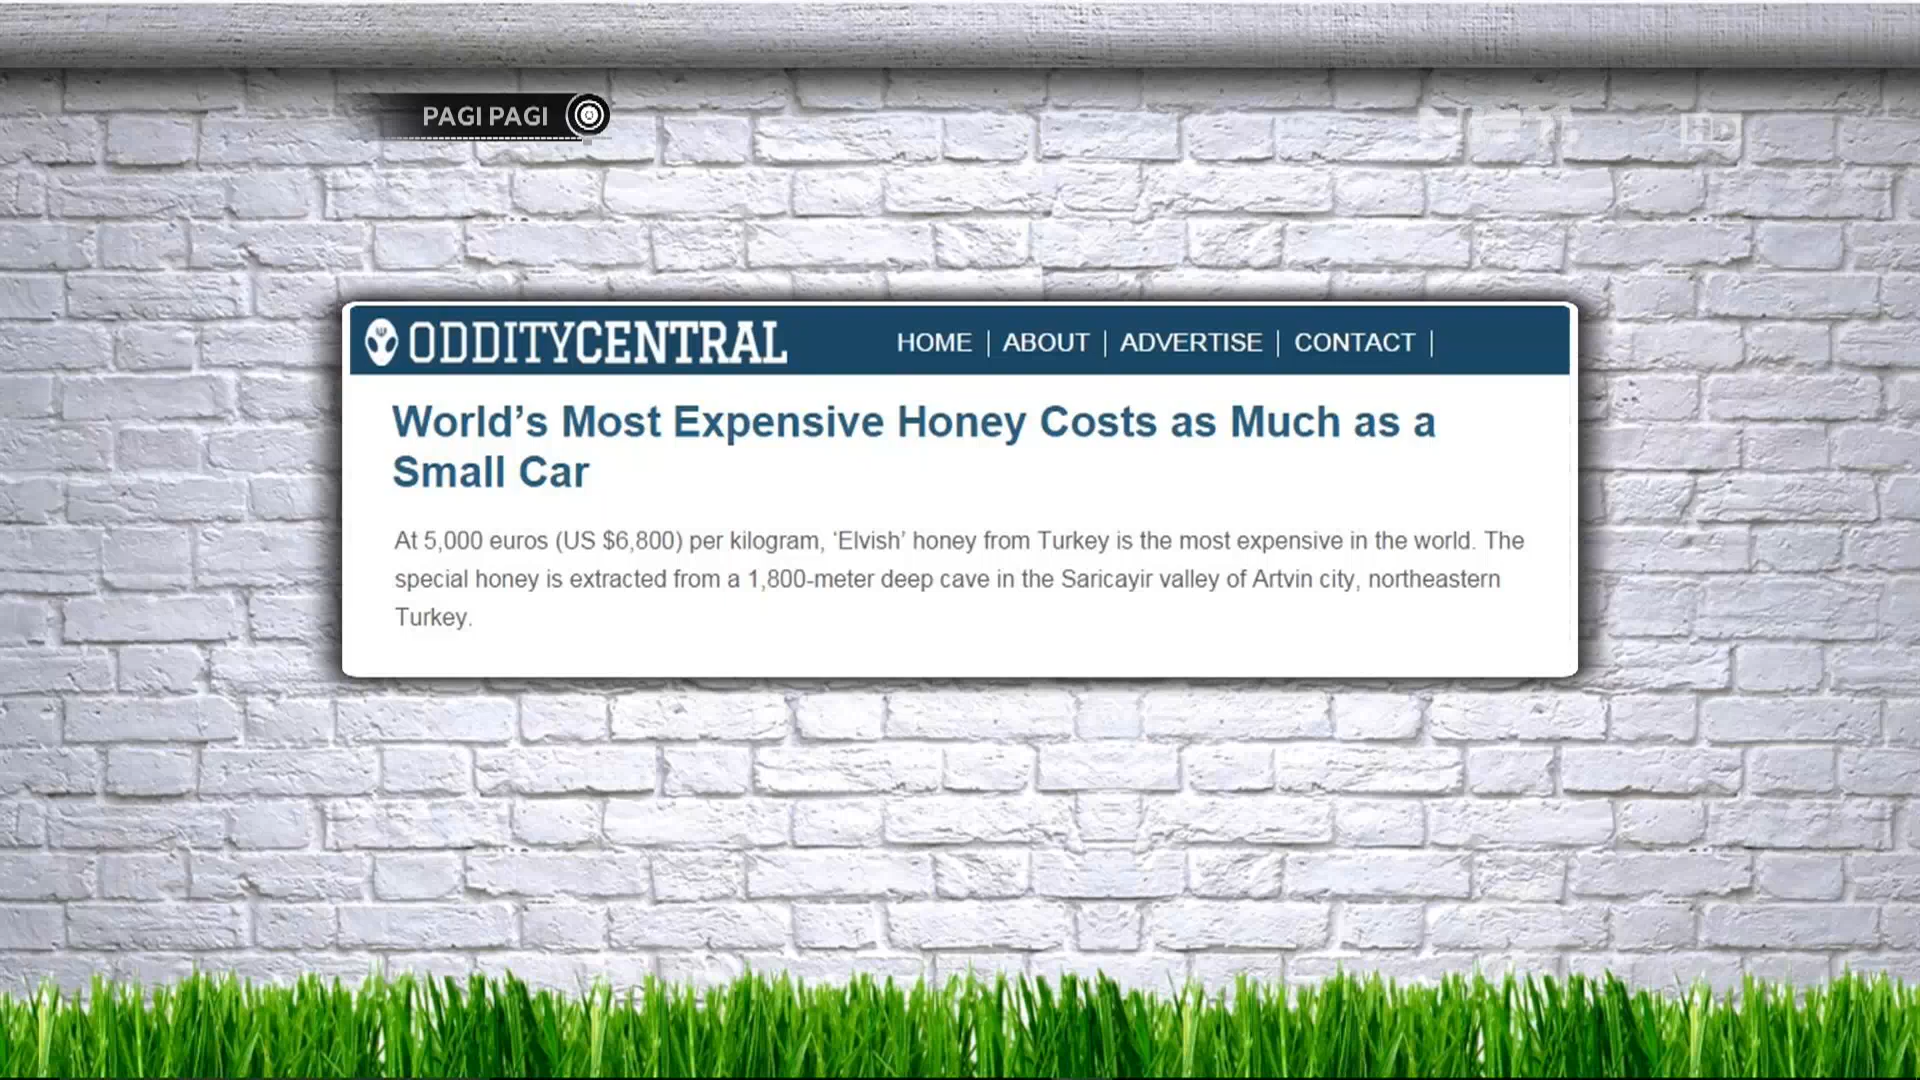 PAGI PAGI
NET.
HD
ODDITYCENTRAL
HOME | ABOUT | ADVERTISE | CONTACT |
World’s Most Expensive Honey Costs as Much as a
Small Car
At 5,000 euros (US $6,800) per kilogram, ‘Elvish’ honey from Turkey is the most expensive in the world. The
special honey is extracted from a 1,800-meter deep cave in the Saricayir valley of Artvin city, northeastern
Turkey.